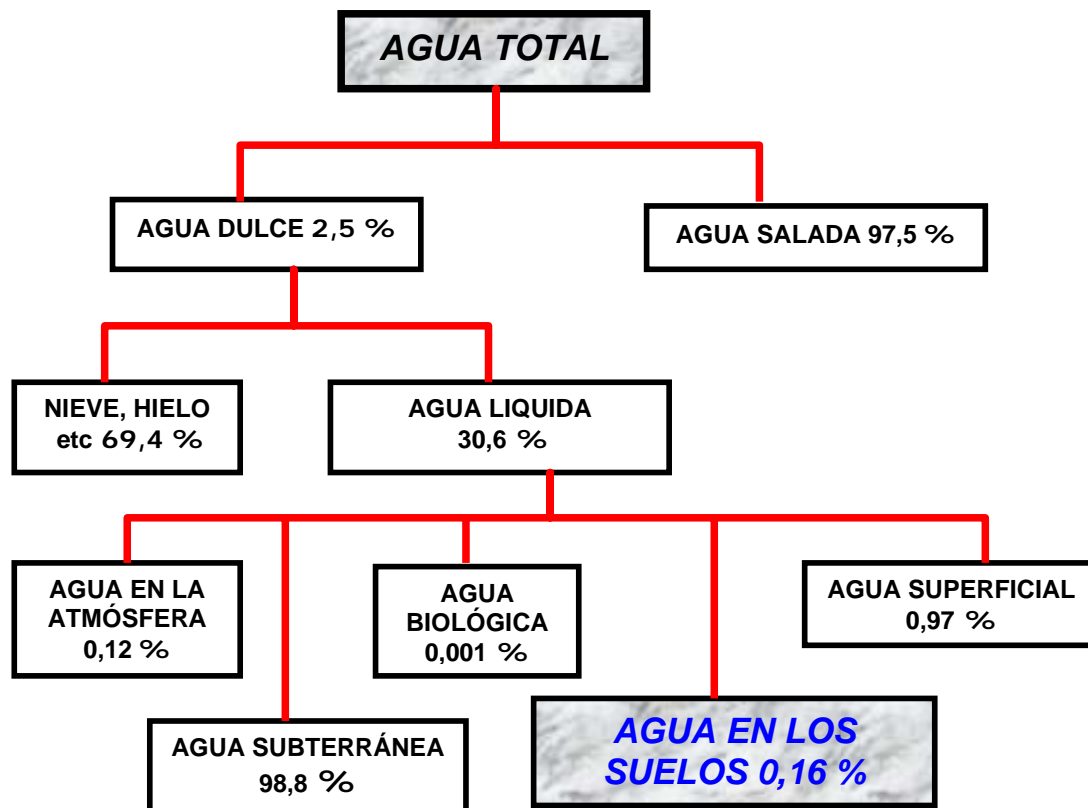 AGUA TOTAL
AGUA DULCE 2,5 %
AGUA SALADA 97,5 %
NIEVE, HIELO
etc 69,4 %
AGUA LIQUIDA
30,6 %
AGUA EN LA
ATMÓSFERA
0,12 %
AGUA
BIOLÓGICA
0,001 %
AGUA SUPERFICIAL
0,97 %
AGUA SUBTERRÁNEA
98,8 %
AGUA EN LOS
SUELOS 0,16 %